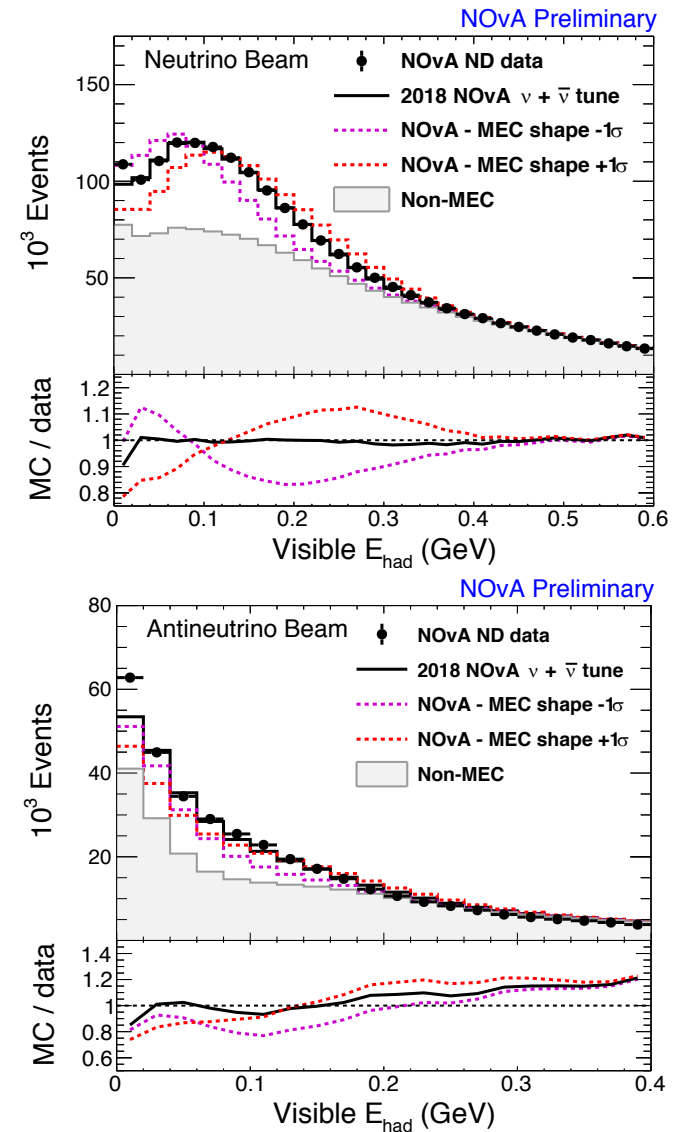 NOvA Preliminary
Neutrino Beam
NOvA ND data
2018 NOvA ν + ν̅ tune
NOvA - MEC shape -1σ
NOvA - MEC shape +1σ
Non-MEC
10³ Events
150
100
50
MC / data
1.2
1.1
1
0.9
0.8
0 0.1 0.2 0.3 0.4 0.5 0.6
Visible E_had (GeV)
NOvA Preliminary
Antineutrino Beam
NOvA ND data
2018 NOvA ν + ν̅ tune
NOvA - MEC shape -1σ
NOvA - MEC shape +1σ
Non-MEC
10³ Events
80
60
40
20
MC / data
1.4
1.2
1.0
0.8
0.6
0 0.1 0.2 0.3 0.4
Visible E_had (GeV)